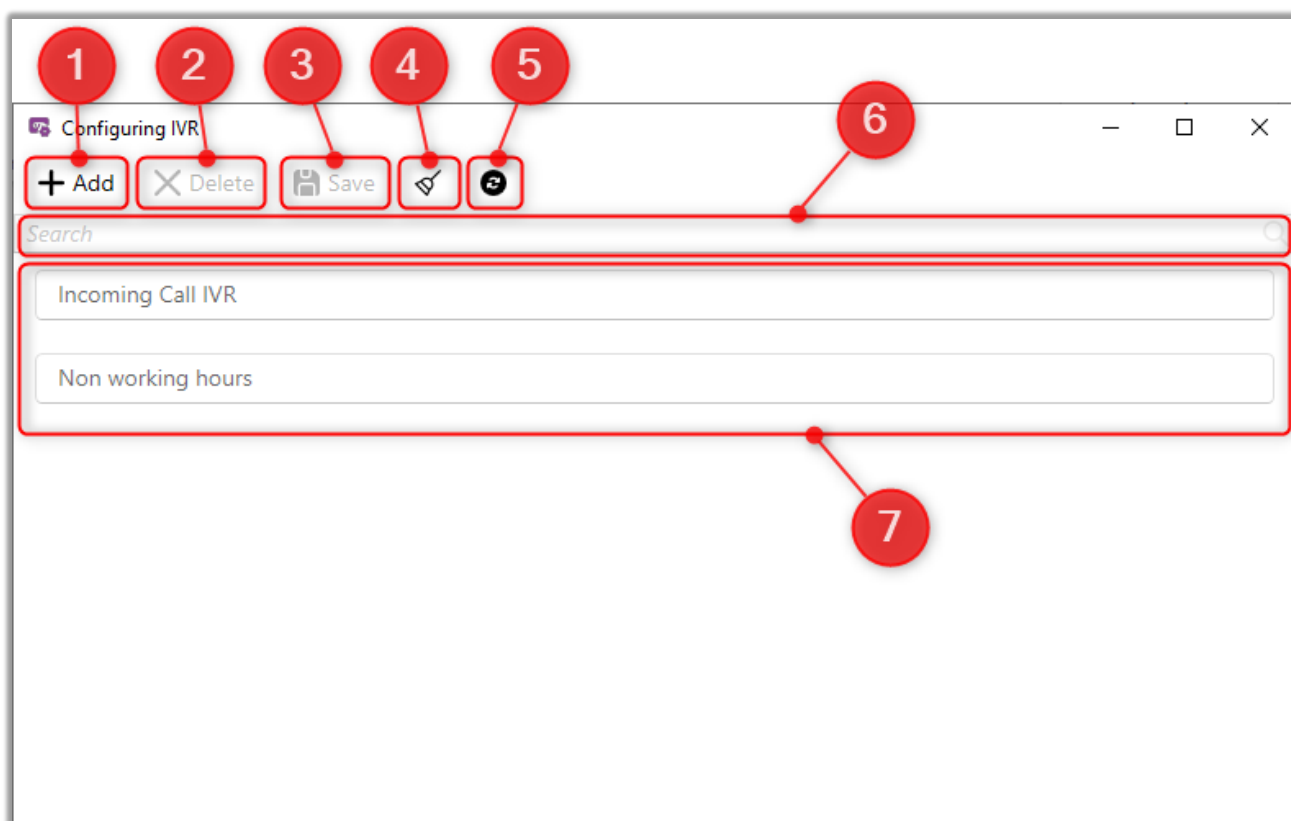 1 2 3 4 5
6
Configuring IVR
Add Delete Save
Search
Incoming Call IVR
Non working hours
7